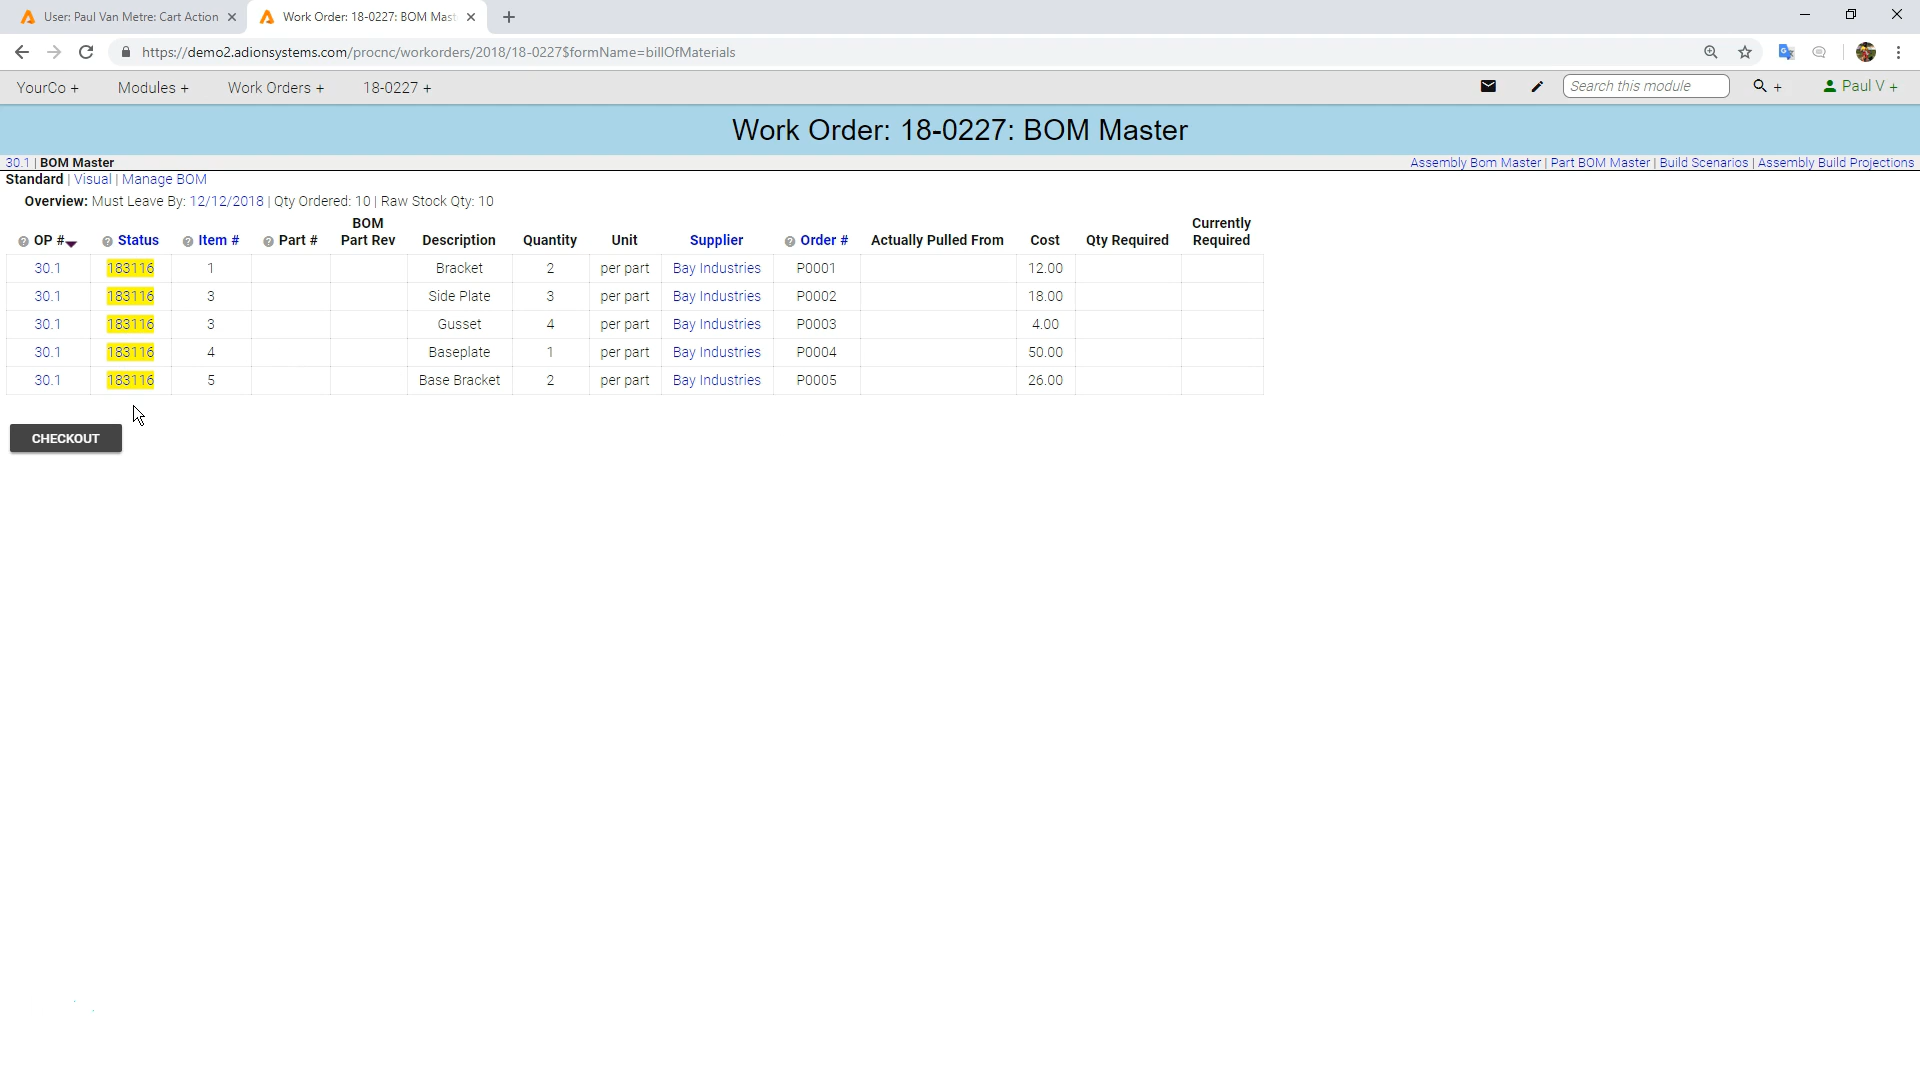 User: Paul Van Metre: Cart Action
Work Order: 18-0227: BOM Mast
https://demo2.adionsystems.com/procnc/workorders/2018/18-0227$formName=billOfMaterials
YourCo + Modules + Work Orders + 18-0227 + Search this module + Paul V +
Work Order: 18-0227: BOM Master
30.1 | BOM Master Assembly Bom Master | Part BOM Master | Build Scenarios | Assembly Build Projections
Standard | Visual | Manage BOM
Overview: Must Leave By: 12/12/2018 | Qty Ordered: 10 | Raw Stock Qty: 10
OP # Status Item # Part # BOM Part Rev Description Quantity Unit Supplier Order # Actually Pulled From Cost Qty Required Currently Required
30.1 183116 1 Bracket 2 per part Bay Industries P0001 12.00
30.1 183116 3 Side Plate 3 per part Bay Industries P0002 18.00
30.1 183116 3 Gusset 4 per part Bay Industries P0003 4.00
30.1 183116 4 Baseplate 1 per part Bay Industries P0004 50.00
30.1 183116 5 Base Bracket 2 per part Bay Industries P0005 26.00
CHECKOUT